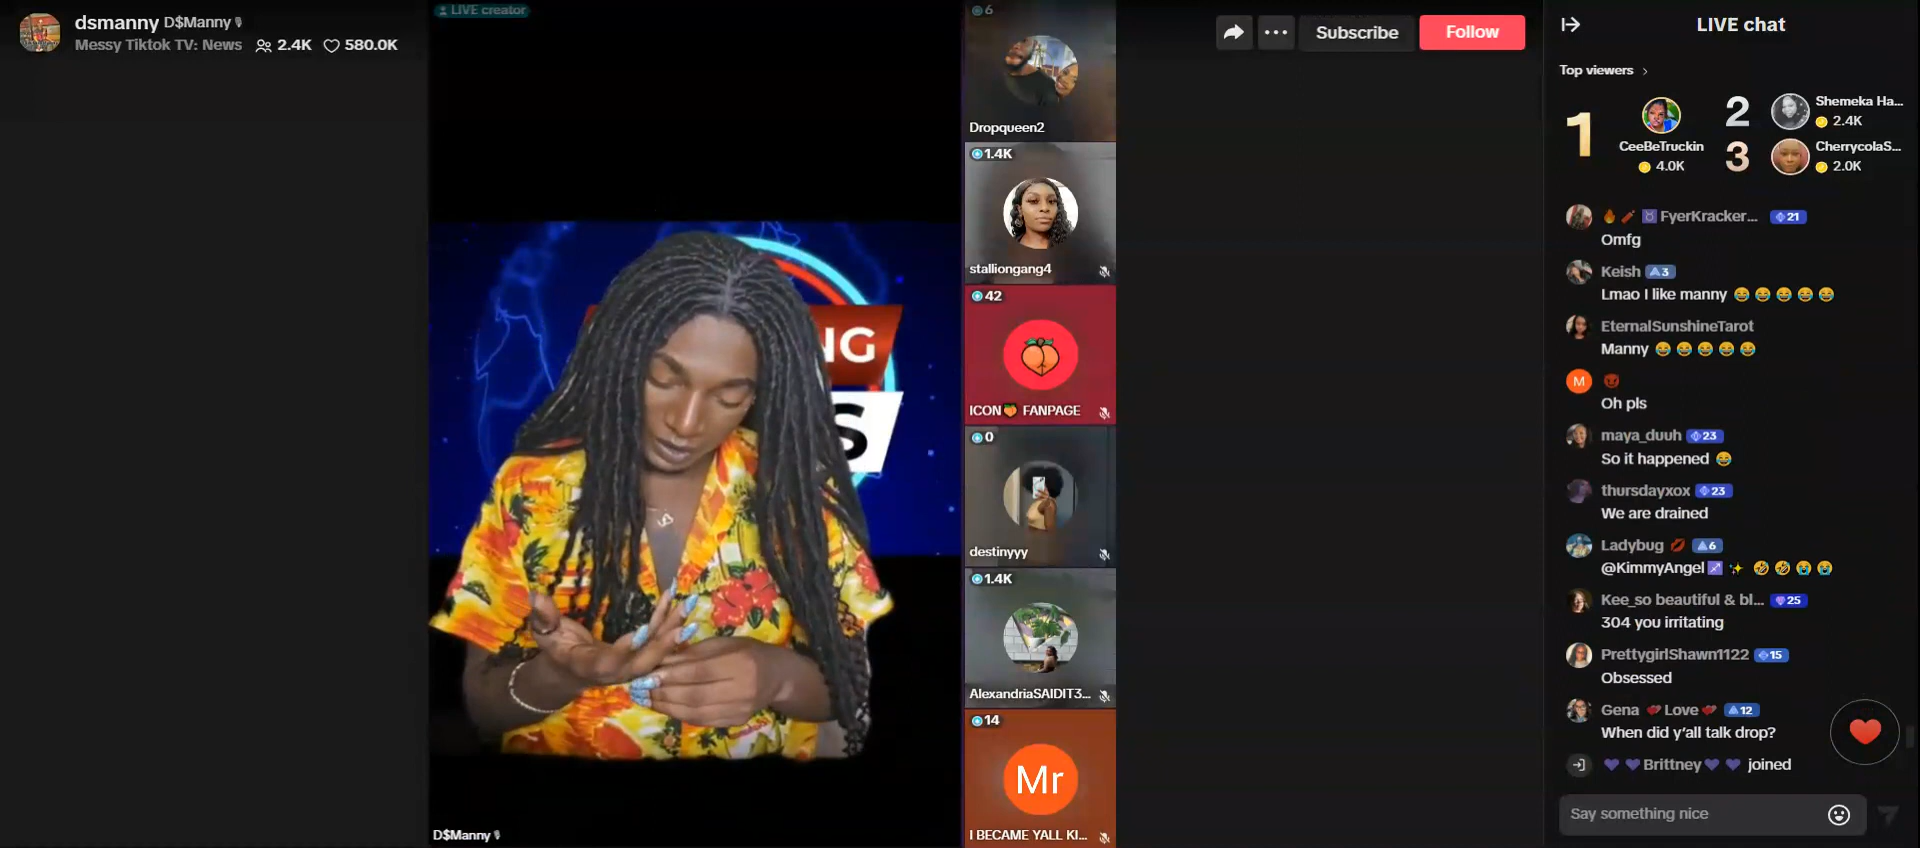 dsmanny D$Manny
Messy Tiktok TV: News 2.4K 580.0K
LIVE creator
NG
S
D$Manny
6
Dropqueen2
1.4K
stalliongang4
42
ICON🍑 FANPAGE
0
destinyyy
1.4K
AlexandriaSAIDIT3...
14
Mr
I BECAME YALL KI...
Subscribe
Follow
LIVE chat
Top viewers
1
CeeBeTruckin
4.0K
2
Shemeka Ha...
2.4K
3
CherrycolaS...
2.0K
FyerKracker... 21
Omfg
Keish 3
Lmao I like manny 😂😂😂😂😂
EternalSunshineTarot
Manny 😂😂😂😂😂
M
Oh pls
maya_duuh 23
So it happened 😂
thursdayxox 23
We are drained
Ladybug 💋 6
@KimmyAngel♐✨ 🤣🤣😭😭
Kee_so beautiful & bl... 25
304 you irritating
PrettygirlShawn1122 15
Obsessed
Gena Love 12
When did y'all talk drop?
💜💜Brittney💜💜 joined
Say something nice